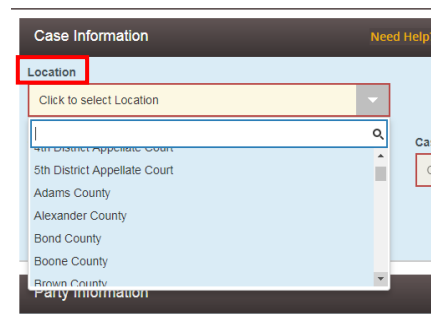 Case Information
Need Help?
Location
Click to select Location
4th District Appellate Court
5th District Appellate Court
Adams County
Alexander County
Bond County
Boone County
Brown County
Party Information